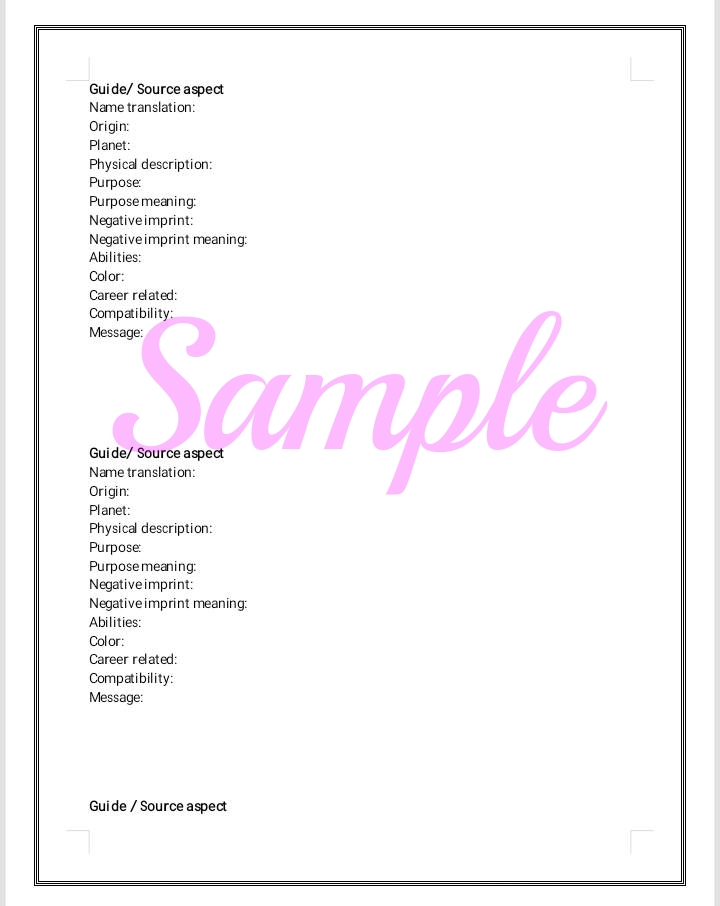 Guide/ Source aspect
Name translation:
Origin:
Planet:
Physical description:
Purpose:
Purpose meaning:
Negative imprint:
Negative imprint meaning:
Abilities:
Color:
Career related:
Compatibility:
Message:
Sample
Guide/ Source aspect
Name translation:
Origin:
Planet:
Physical description:
Purpose:
Purpose meaning:
Negative imprint:
Negative imprint meaning:
Abilities:
Color:
Career related:
Compatibility:
Message:
Guide / Source aspect